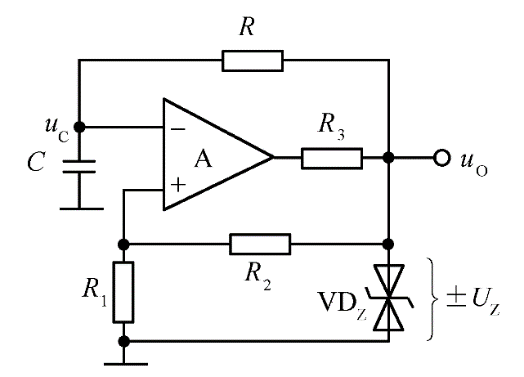 R
u_C
C
−
A
+
R_3
u_O
R_2
R_1
VD_Z
±U_Z